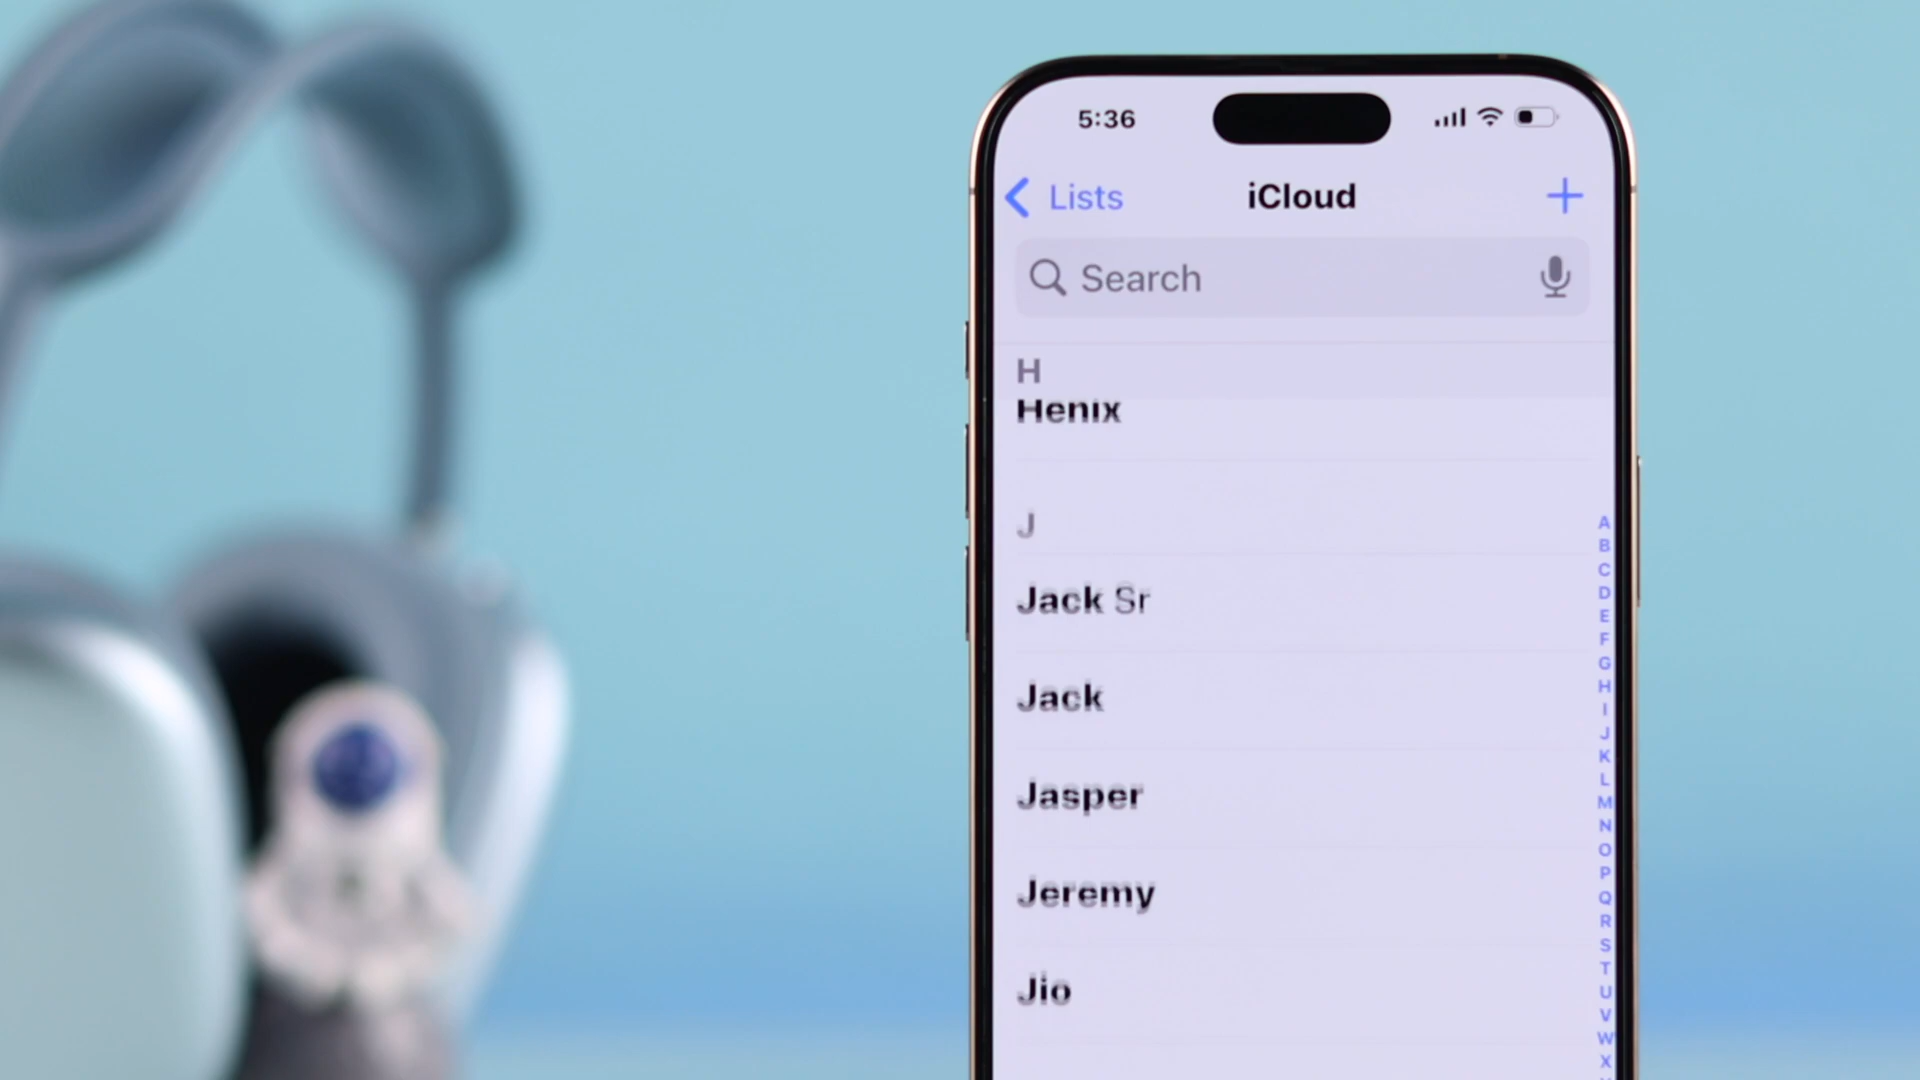 5:36
Lists
iCloud
Search
H
Henix
J
Jack Sr
Jack
Jasper
Jeremy
Jio
A
B
C
D
E
F
G
H
I
J
K
L
M
N
O
P
Q
R
S
T
U
V
W
X